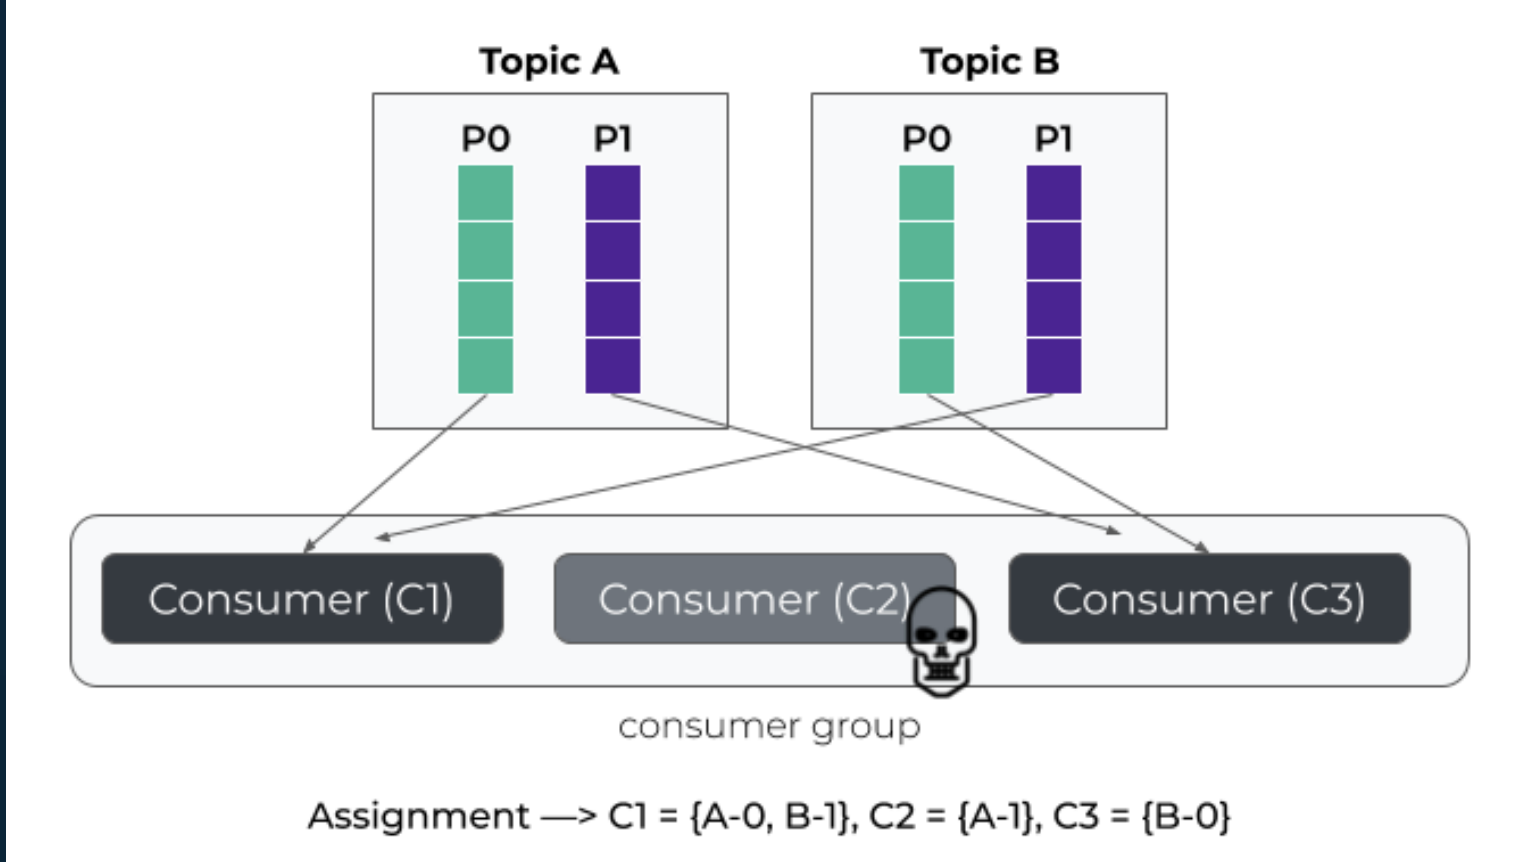 Topic A
Topic B
P0
P1
P0
P1
Consumer (C1)
Consumer (C2)
Consumer (C3)
consumer group
Assignment —> C1 = {A-0, B-1}, C2 = {A-1}, C3 = {B-0}